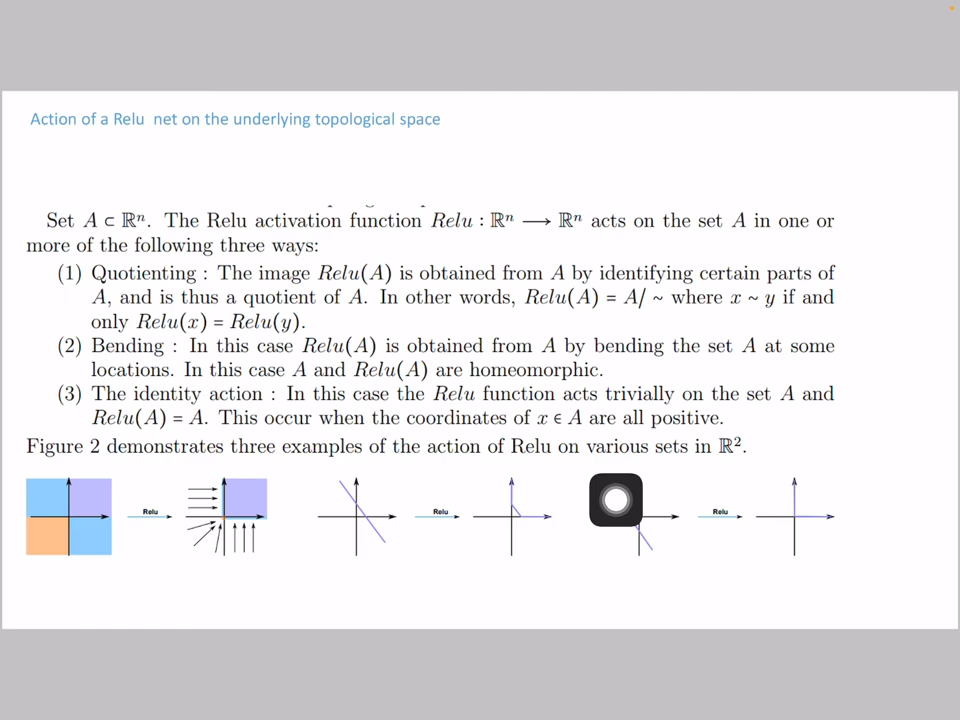 Action of a Relu net on the underlying topological space
Set A ⊂ ℝⁿ. The Relu activation function Relu : ℝⁿ ⟶ ℝⁿ acts on the set A in one or
more of the following three ways:
(1) Quotienting : The image Relu(A) is obtained from A by identifying certain parts of
A, and is thus a quotient of A. In other words, Relu(A) = A/ ~ where x ~ y if and
only Relu(x) = Relu(y).
(2) Bending : In this case Relu(A) is obtained from A by bending the set A at some
locations. In this case A and Relu(A) are homeomorphic.
(3) The identity action : In this case the Relu function acts trivially on the set A and
Relu(A) = A. This occur when the coordinates of x ∈ A are all positive.
Figure 2 demonstrates three examples of the action of Relu on various sets in ℝ².
Relu Relu Relu